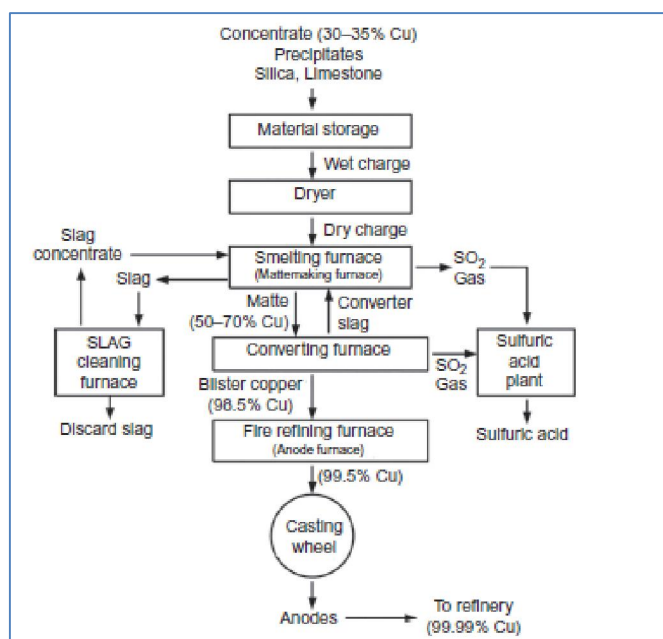 Concentrate (30–35% Cu)
Precipitates
Silica, Limestone
Material storage
Wet charge
Dryer
Dry charge
Slag
concentrate
Smelting furnace
(Mattemaking furnace)
SO2
Gas
Slag
Matte
(50–70% Cu)
Converter
slag
SLAG
cleaning
furnace
Converting furnace
SO2
Gas
Sulfuric
acid
plant
Blister copper
(98.5% Cu)
Discard slag
Fire refining furnace
(Anode furnace)
Sulfuric acid
(99.5% Cu)
Casting
wheel
Anodes
To refinery
(99.99% Cu)